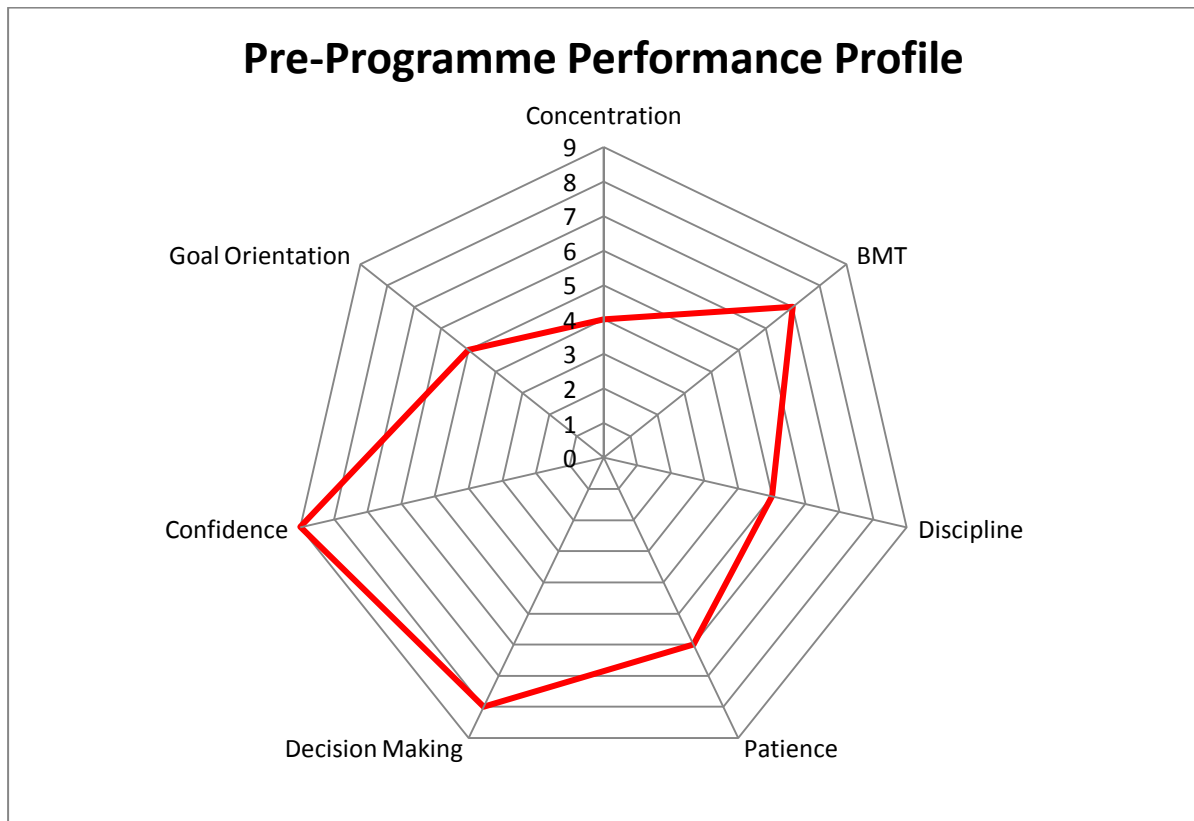 Pre-Programme Performance Profile
Concentration
9
8
7
6
5
4
3
2
1
0
BMT
Discipline
Patience
Decision Making
Confidence
Goal Orientation